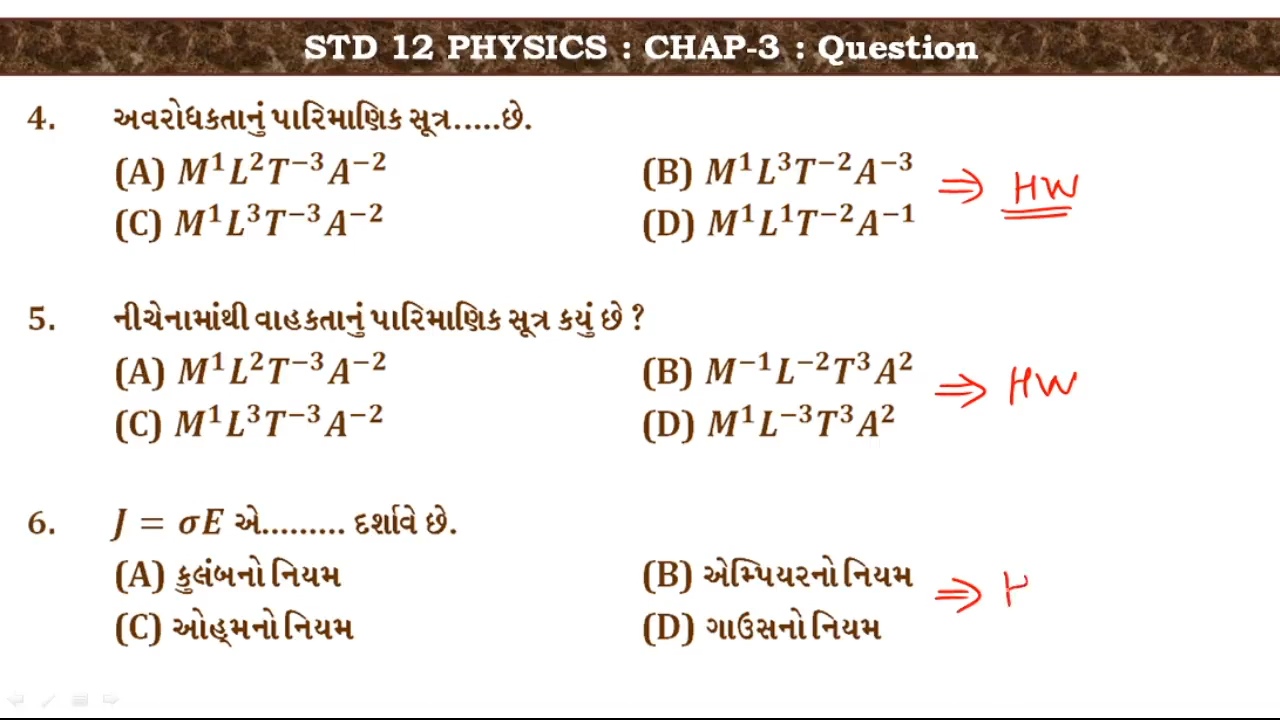 STD 12 PHYSICS : CHAP-3 : Question
4. અવરોધકતાનું પારિમાણિક સૂત્ર.....છે.
(A) M¹L²T⁻³A⁻² (B) M¹L³T⁻²A⁻³ ⇒ HW
(C) M¹L³T⁻³A⁻² (D) M¹L¹T⁻²A⁻¹
5. નીચેનામાંથી વાહકતાનું પારિમાણિક સૂત્ર કયું છે ?
(A) M¹L²T⁻³A⁻² (B) M⁻¹L⁻²T³A² ⇒ HW
(C) M¹L³T⁻³A⁻² (D) M¹L⁻³T³A²
6. J = σE એ......... દર્શાવે છે.
(A) કુલંબનો નિયમ (B) એમ્પિયરનો નિયમ ⇒
(C) ઓહ્‌મનો નિયમ (D) ગાઉસનો નિયમ